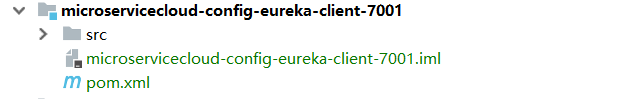 microservicecloud-config-eureka-client-7001
src
microservicecloud-config-eureka-client-7001.iml
pom.xml